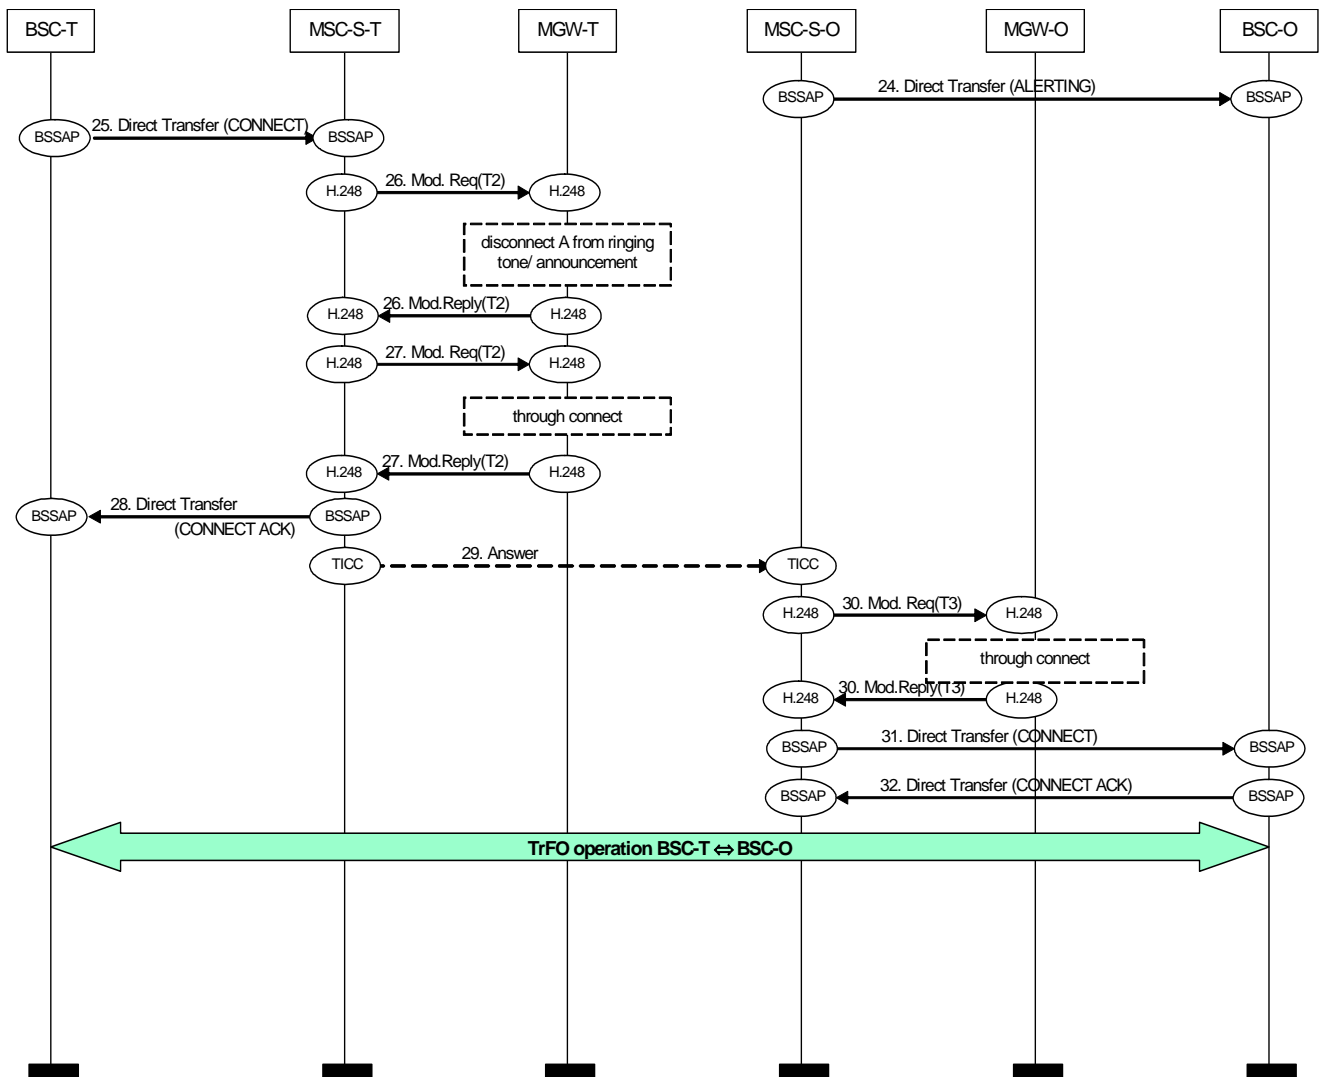 BSC-T
MSC-S-T
MGW-T
MSC-S-O
MGW-O
BSC-O
BSSAP
24. Direct Transfer (ALERTING)
BSSAP
BSSAP
25. Direct Transfer (CONNECT)
BSSAP
H.248
26. Mod. Req(T2)
H.248
disconnect A from ringing
tone/ announcement
H.248
26. Mod.Reply(T2)
H.248
H.248
27. Mod. Req(T2)
H.248
through connect
H.248
27. Mod.Reply(T2)
H.248
BSSAP
28. Direct Transfer
(CONNECT ACK)
BSSAP
TICC
29. Answer
TICC
H.248
30. Mod. Req(T3)
H.248
through connect
H.248
30. Mod.Reply(T3)
H.248
BSSAP
31. Direct Transfer (CONNECT)
BSSAP
BSSAP
32. Direct Transfer (CONNECT ACK)
BSSAP
TrFO operation BSC-T ⇔ BSC-O